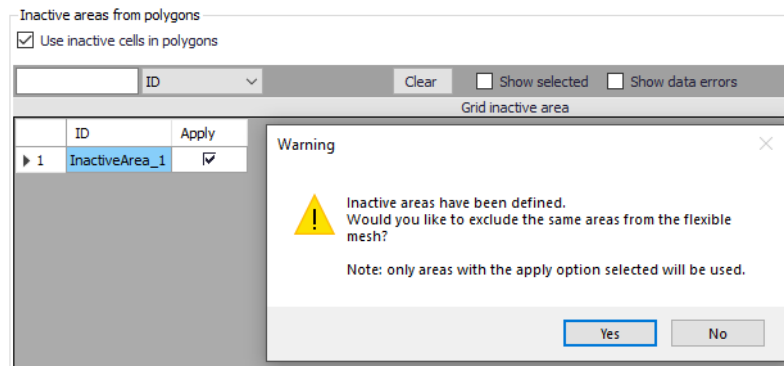 Inactive areas from polygons
Use inactive cells in polygons
ID Clear Show selected Show data errors
Grid inactive area
ID Apply
1 InactiveArea_1
Warning
Inactive areas have been defined.
Would you like to exclude the same areas from the flexible
mesh?
Note: only areas with the apply option selected will be used.
Yes No